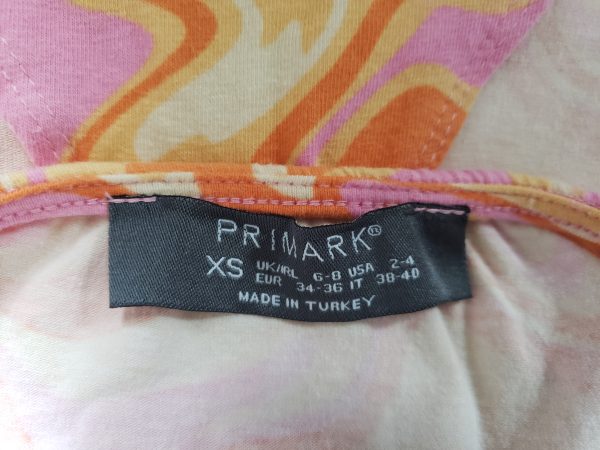 PRIMARK®
XS UK/IRL 6-8 USA 2-4
EUR 34-36 IT 38-40
MADE IN TURKEY